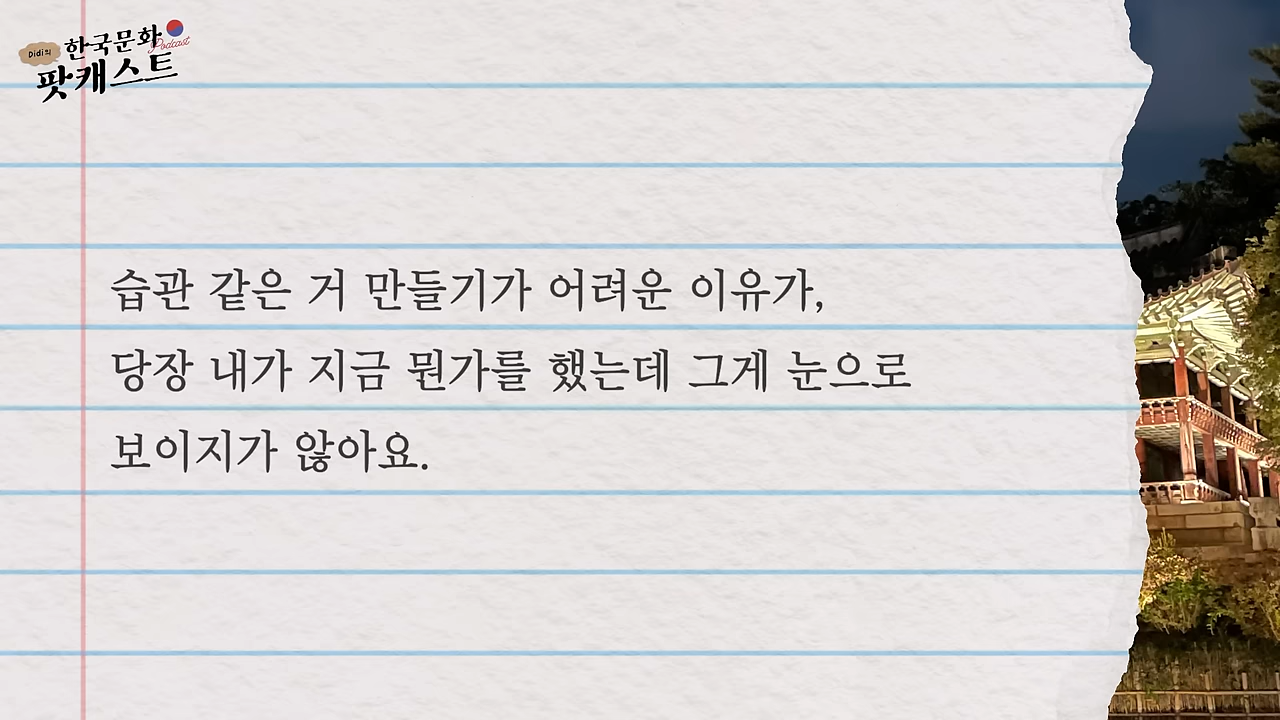 Didi의
한국문화
Podcast
팟캐스트
습관 같은 거 만들기가 어려운 이유가,
당장 내가 지금 뭔가를 했는데 그게 눈으로
보이지가 않아요.